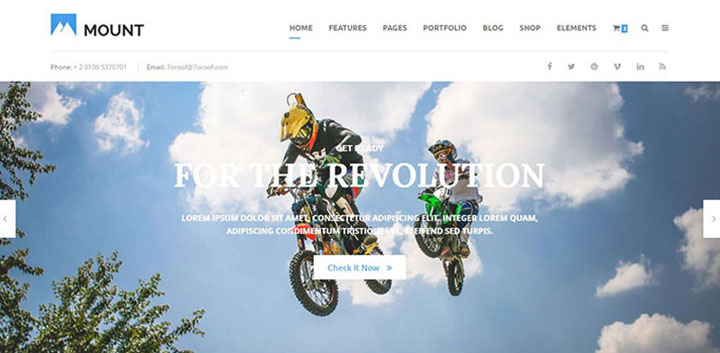 MOUNT
HOME FEATURES PAGES PORTFOLIO BLOG SHOP ELEMENTS
Phone: + 2 0106 5370701 Email: 7oroof@7oroof.com
GET READY
FOR THE REVOLUTION
LOREM IPSUM DOLOR SIT AMET, CONSECTETUR ADIPISCING ELIT. INTEGER LOREM QUAM,
ADIPISCING CONDIMENTUM TRISTIQUE VEL, ELEIFEND SED TURPIS.
Check It Now »